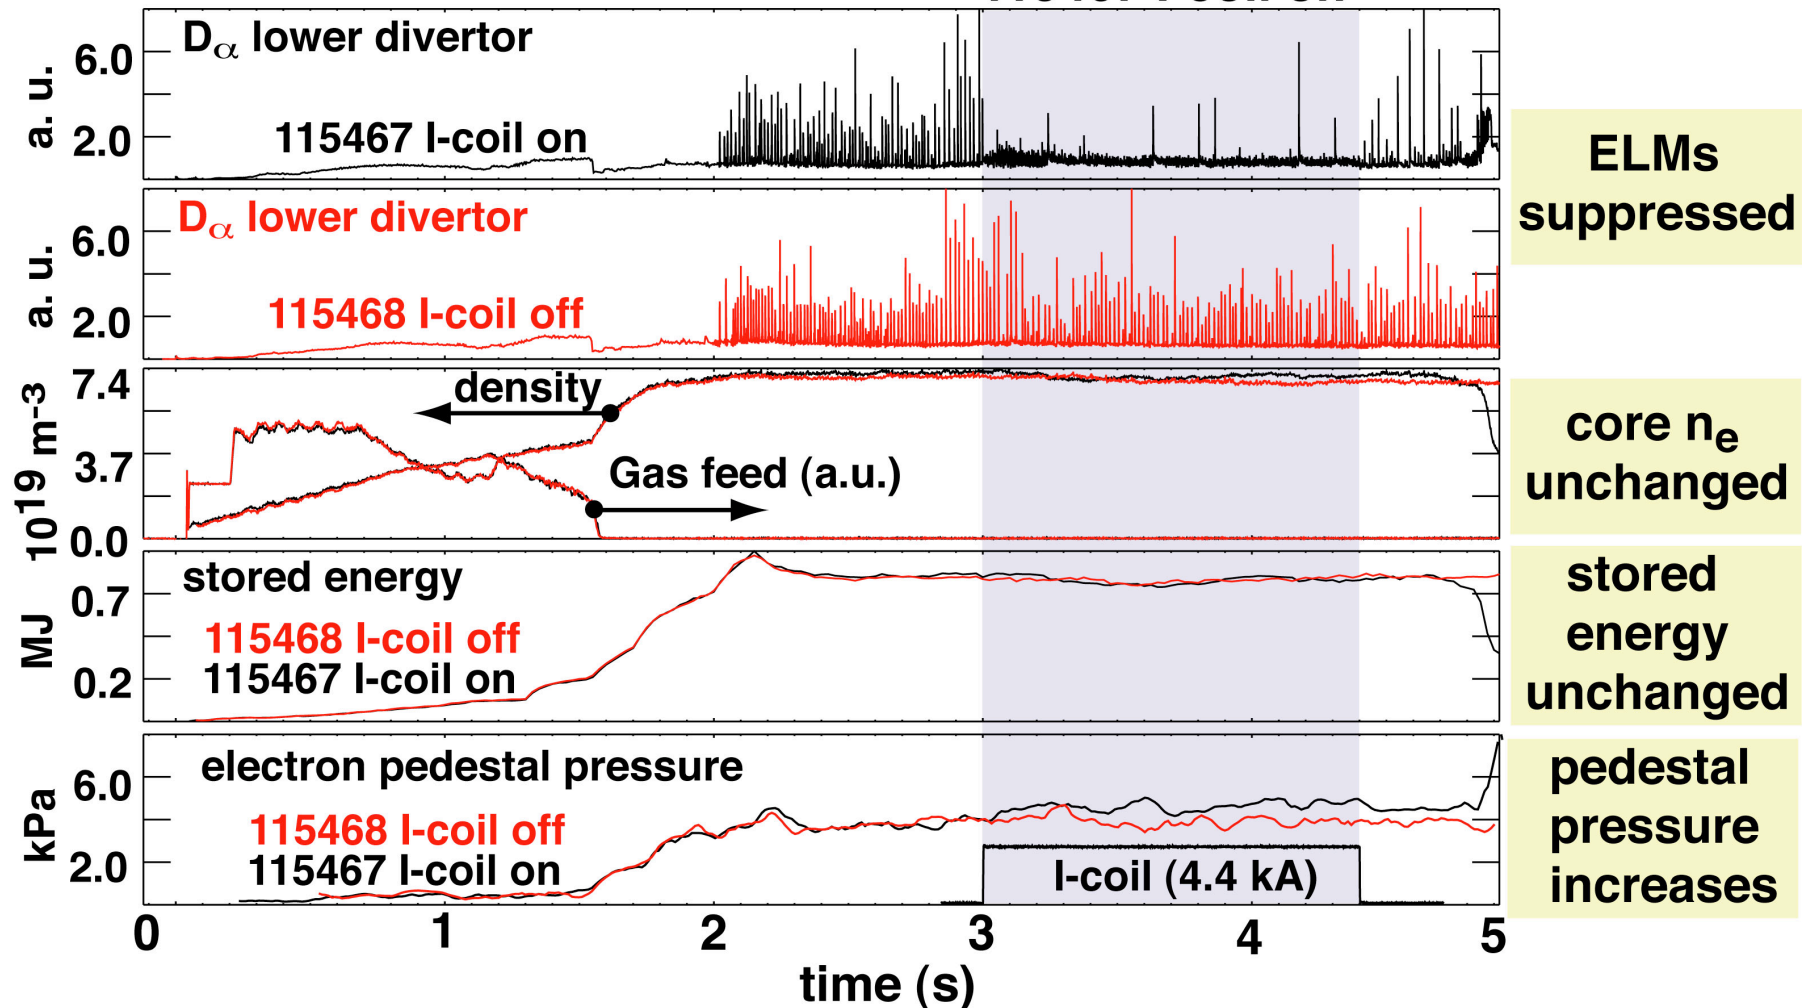 Dα lower divertor
6.0
2.0
a. u.
115467 I-coil on
ELMs
suppressed
Dα lower divertor
6.0
2.0
a. u.
115468 I-coil off
7.4
3.7
0.0
10^19 m^-3
density
Gas feed (a.u.)
core ne
unchanged
0.0
0.7
0.2
MJ
stored energy
115468 I-coil off
115467 I-coil on
stored
energy
unchanged
6.0
2.0
kPa
electron pedestal pressure
115468 I-coil off
115467 I-coil on
I-coil (4.4 kA)
pedestal
pressure
increases
0 1 2 3 4 5
time (s)